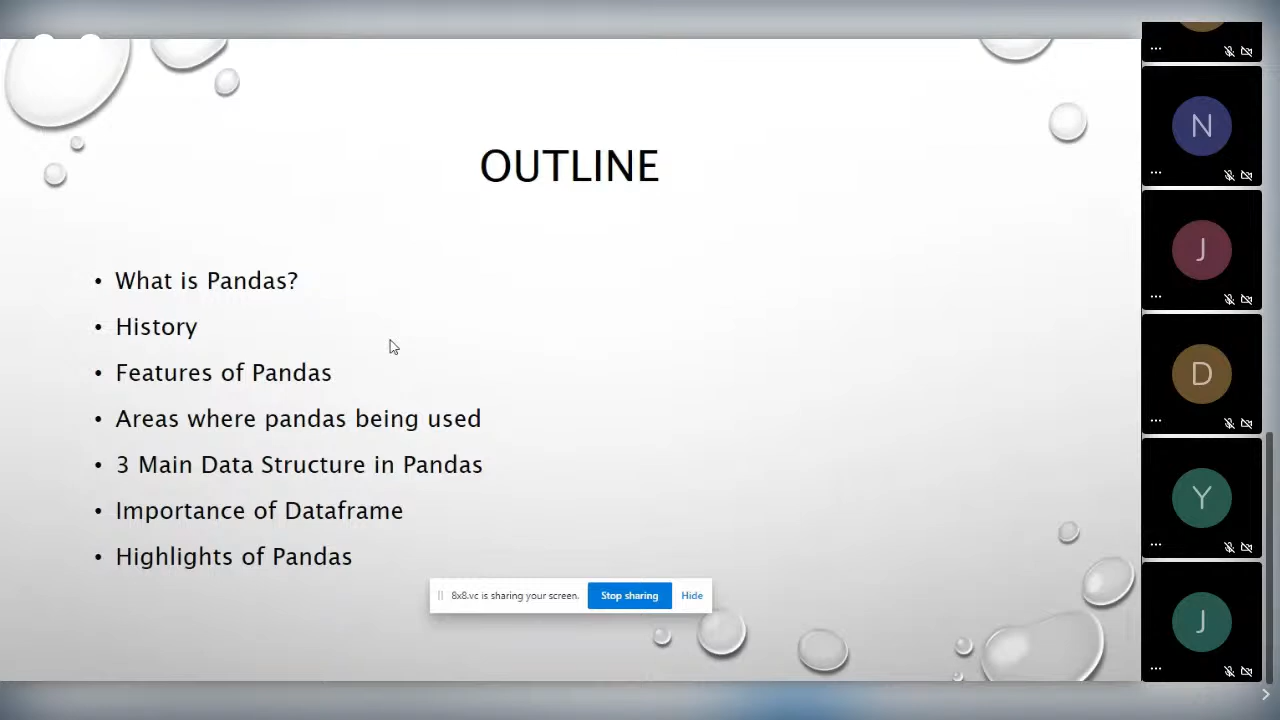 OUTLINE
• What is Pandas?
• History
• Features of Pandas
• Areas where pandas being used
• 3 Main Data Structure in Pandas
• Importance of Dataframe
• Highlights of Pandas
8x8.vc is sharing your screen.
Stop sharing
Hide
N
J
D
Y
J